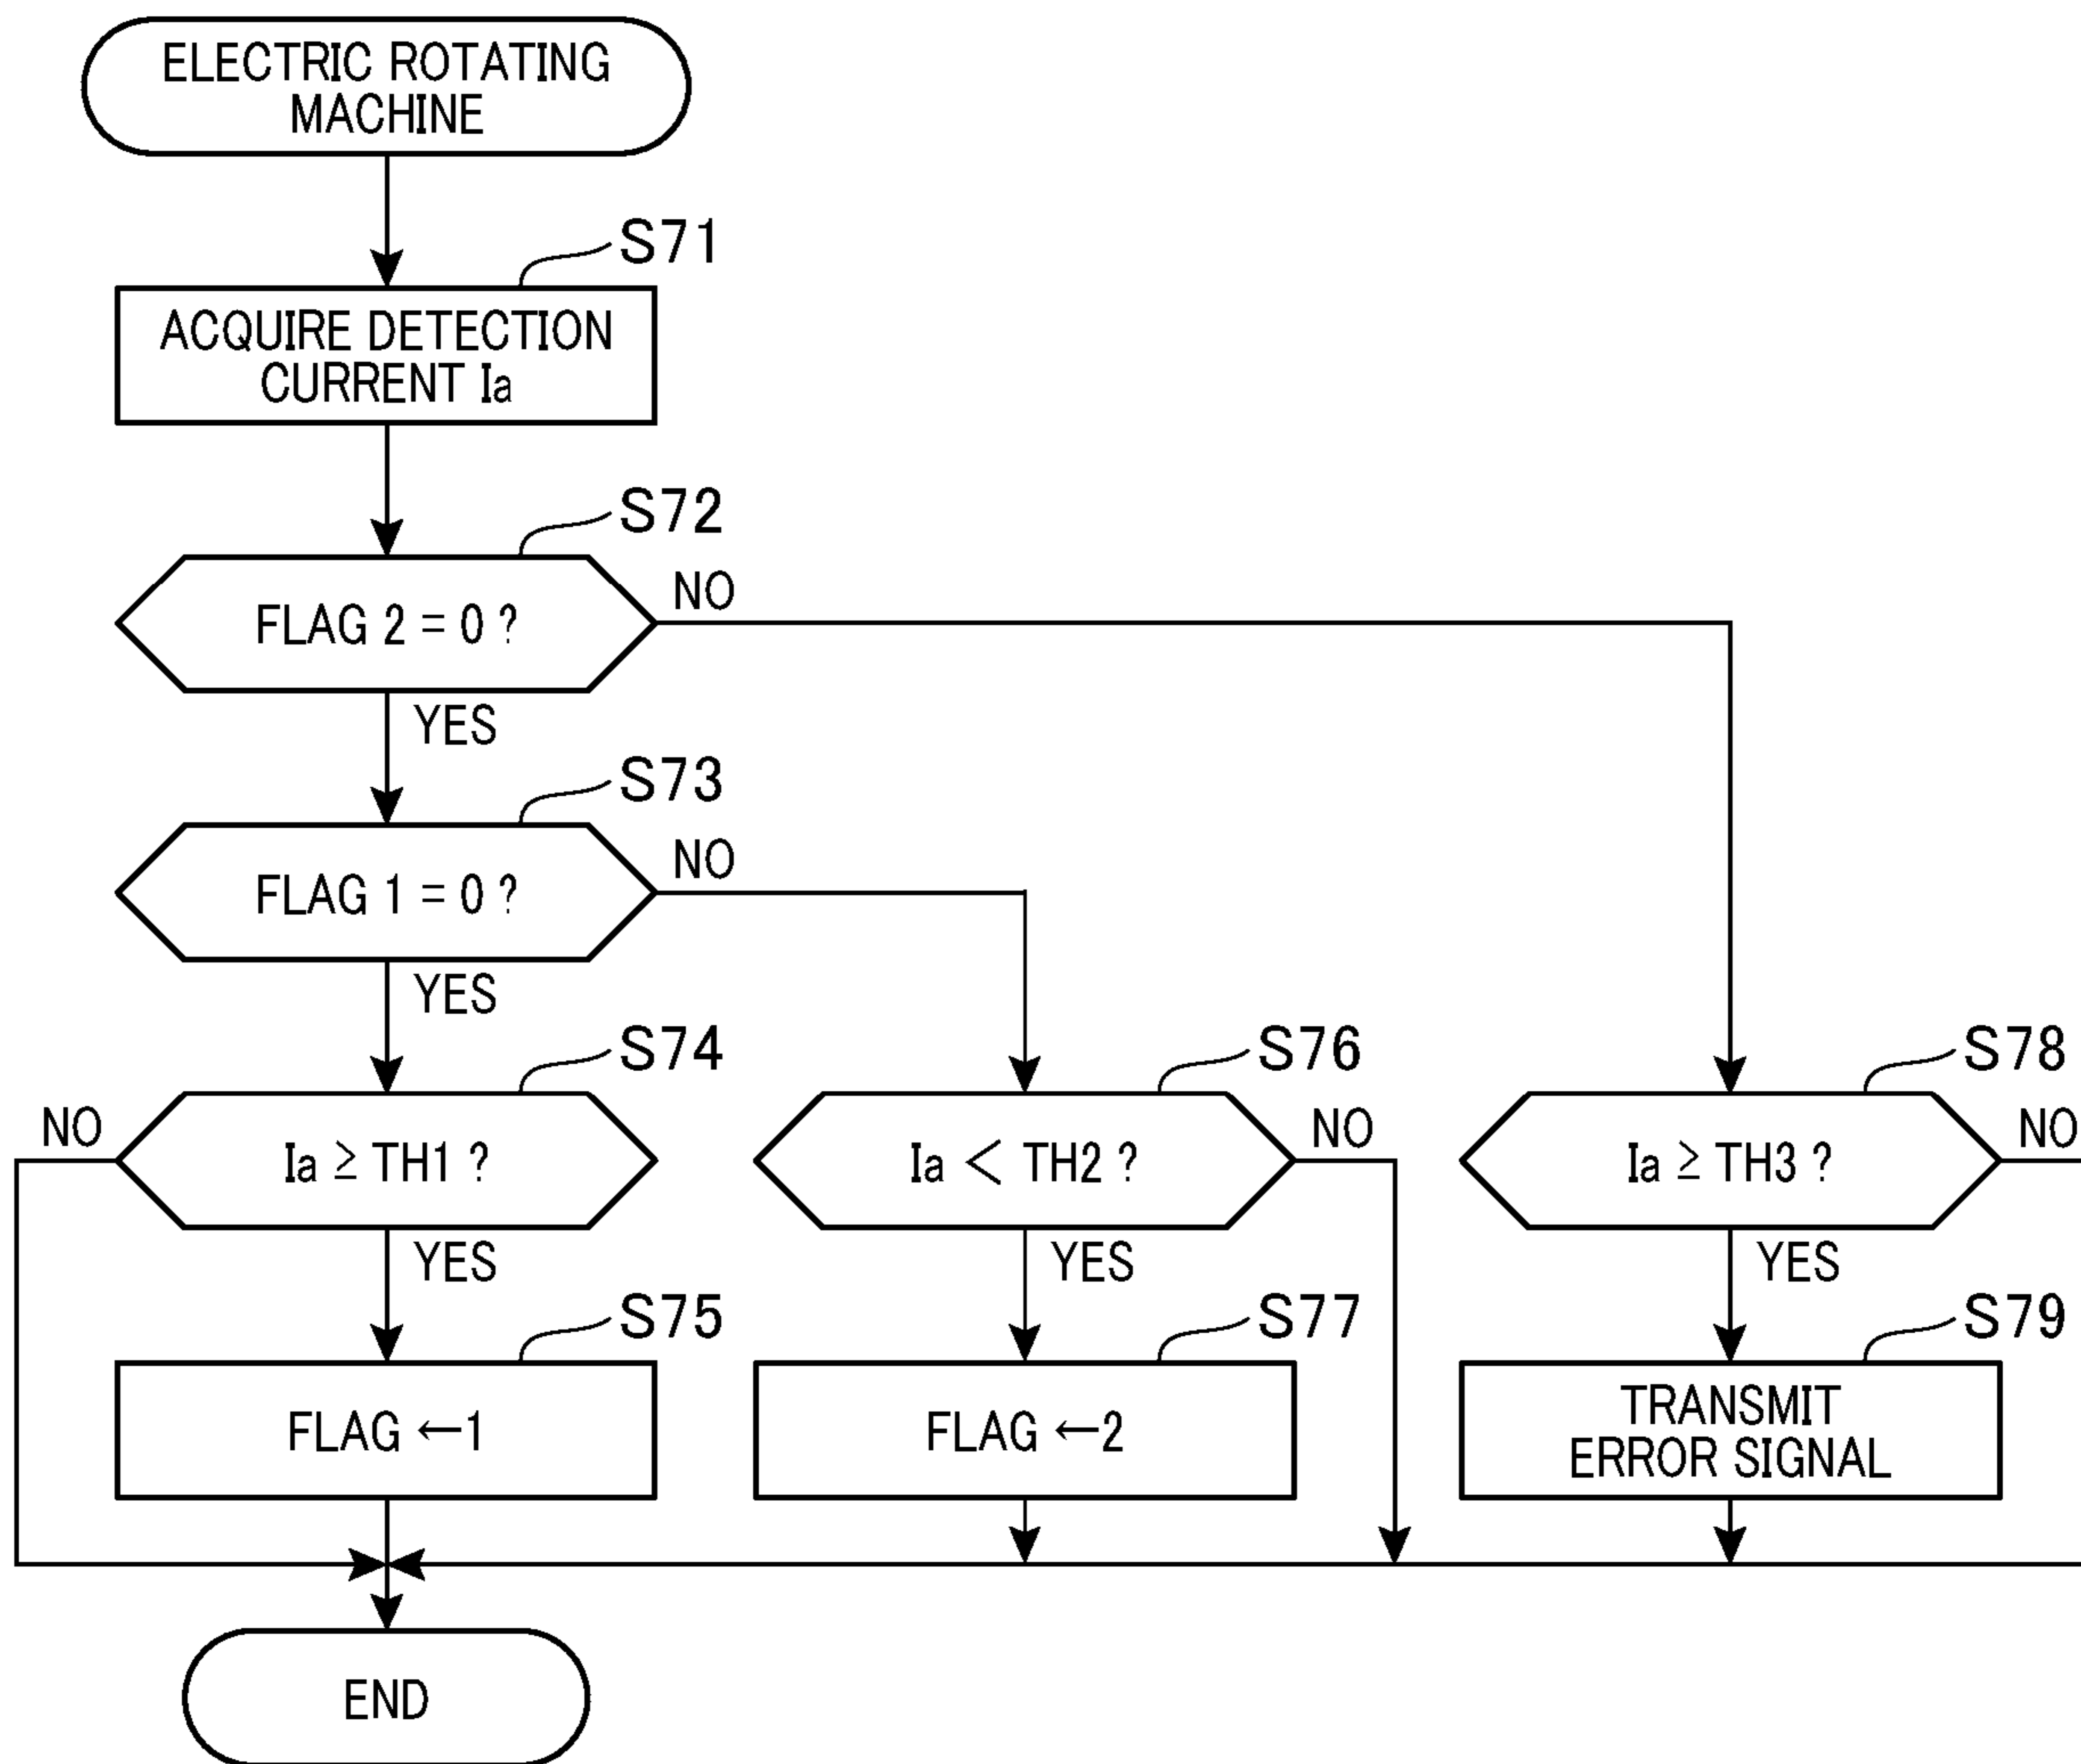 ELECTRIC ROTATING
MACHINE
S71
ACQUIRE DETECTION
CURRENT Ia
S72
FLAG 2 = 0 ?
NO
YES
S73
FLAG 1 = 0 ?
NO
YES
S74
NO
Ia ≥ TH1 ?
YES
S75
FLAG ←1
S76
Ia < TH2 ?
NO
YES
S77
FLAG ←2
S78
Ia ≥ TH3 ?
NO
YES
S79
TRANSMIT
ERROR SIGNAL
END